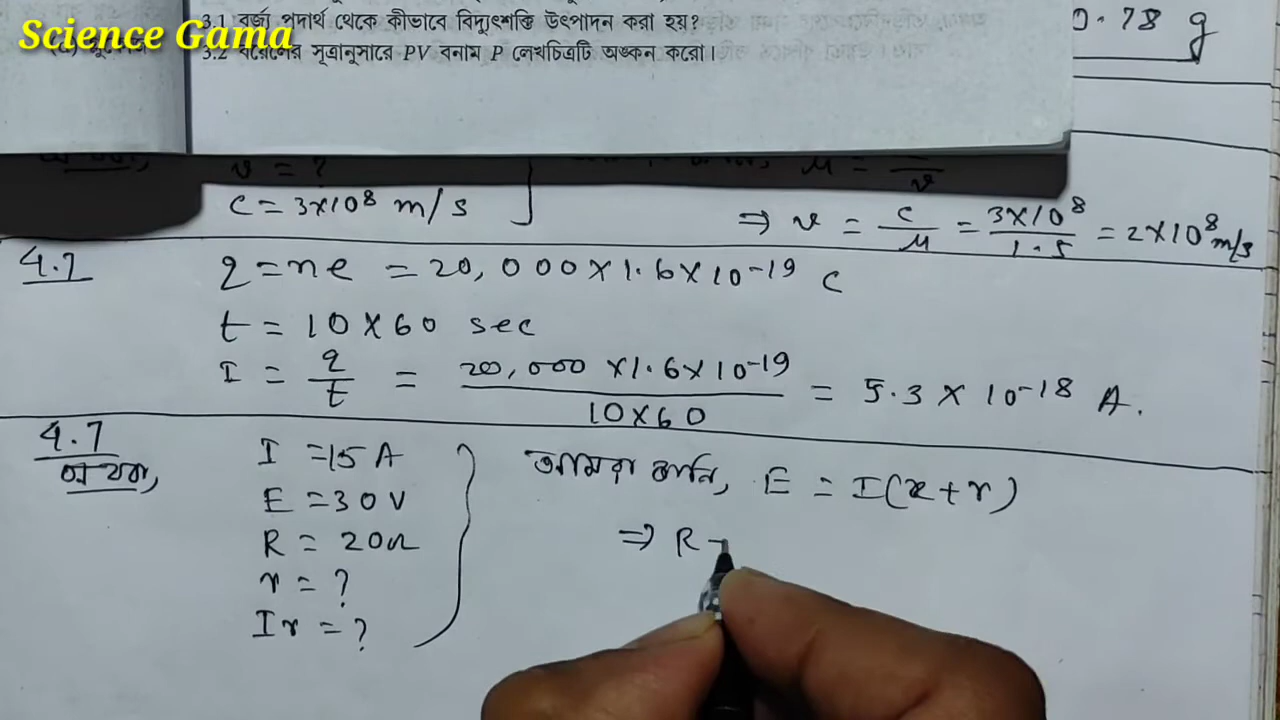 Science Gama
3.1 বর্জ্য পদার্থ থেকে কীভাবে বিদ্যুৎশক্তি উৎপাদন করা হয়?
3.2 বয়েলের সূত্রানুসারে PV বনাম P লেখচিত্রটি অঙ্কন করো।
0.78 g
v = ?
μ =
v
C = 3×10⁸ m/s
⇒ v = c/μ = 3×10⁸/1.5 = 2×10⁸ m/s
4.7
q = ne = 20,000×1.6×10⁻¹⁹ C
t = 10×60 sec
I = q/t = 20,000×1.6×10⁻¹⁹/10×60 = 5.3×10⁻¹⁸ A.
4.7
অথবা,
I = 15 A
E = 30 V
R = 20Ω
r = ?
Ir = ?
আমরা জানি, E = I(R+r)
⇒ R